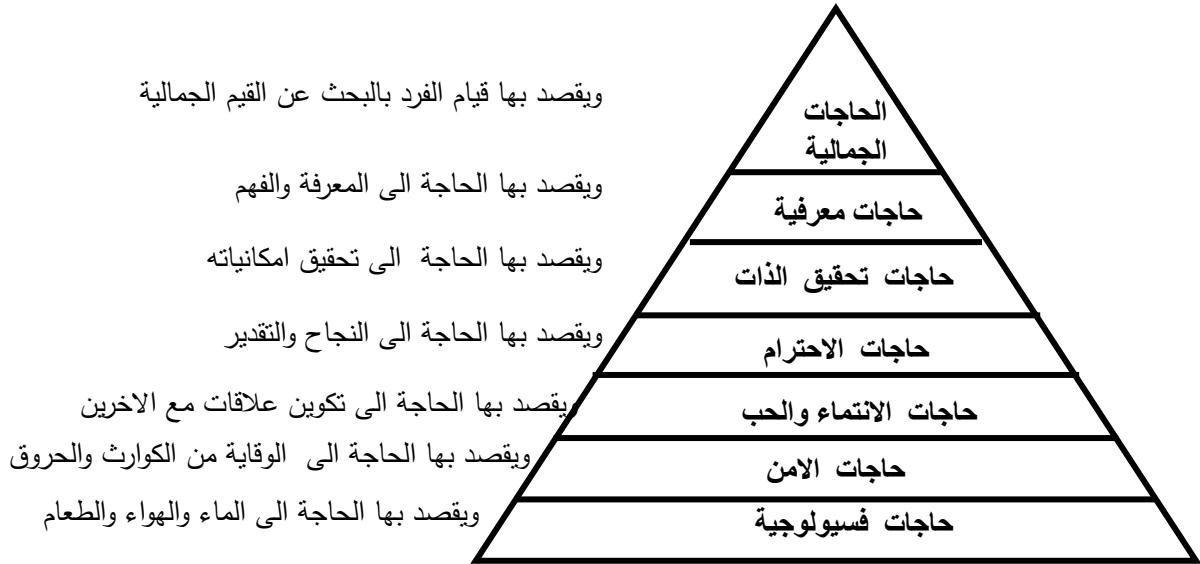 الحاجات
الجمالية
ويقصد بها قيام الفرد بالبحث عن القيم الجمالية
حاجات معرفية
ويقصد بها الحاجة الى المعرفة والفهم
حاجات تحقيق الذات
ويقصد بها الحاجة الى تحقيق امكانياته
حاجات الاحترام
ويقصد بها الحاجة الى النجاح والتقدير
حاجات الانتماء والحب
ويقصد بها الحاجة الى تكوين علاقات مع الاخرين
حاجات الامن
ويقصد بها الحاجة الى الوقاية من الكوارث والحروق
حاجات فسيولوجية
ويقصد بها الحاجة الى الماء والهواء والطعام